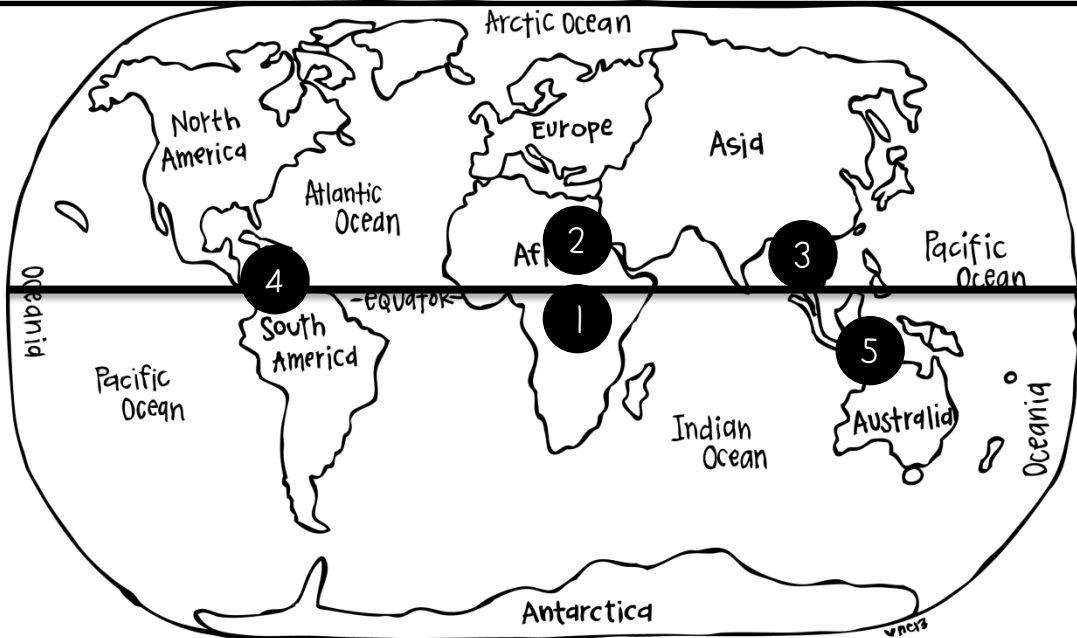 Arctic Ocean
North
America
Europe
Asia
Atlantic
Ocean
2
Af
3
Pacific
Ocean
4
Oceania
-equator-
1
South
America
5
Pacific
Ocean
Australia
Indian
Ocean
Oceania
Antarctica